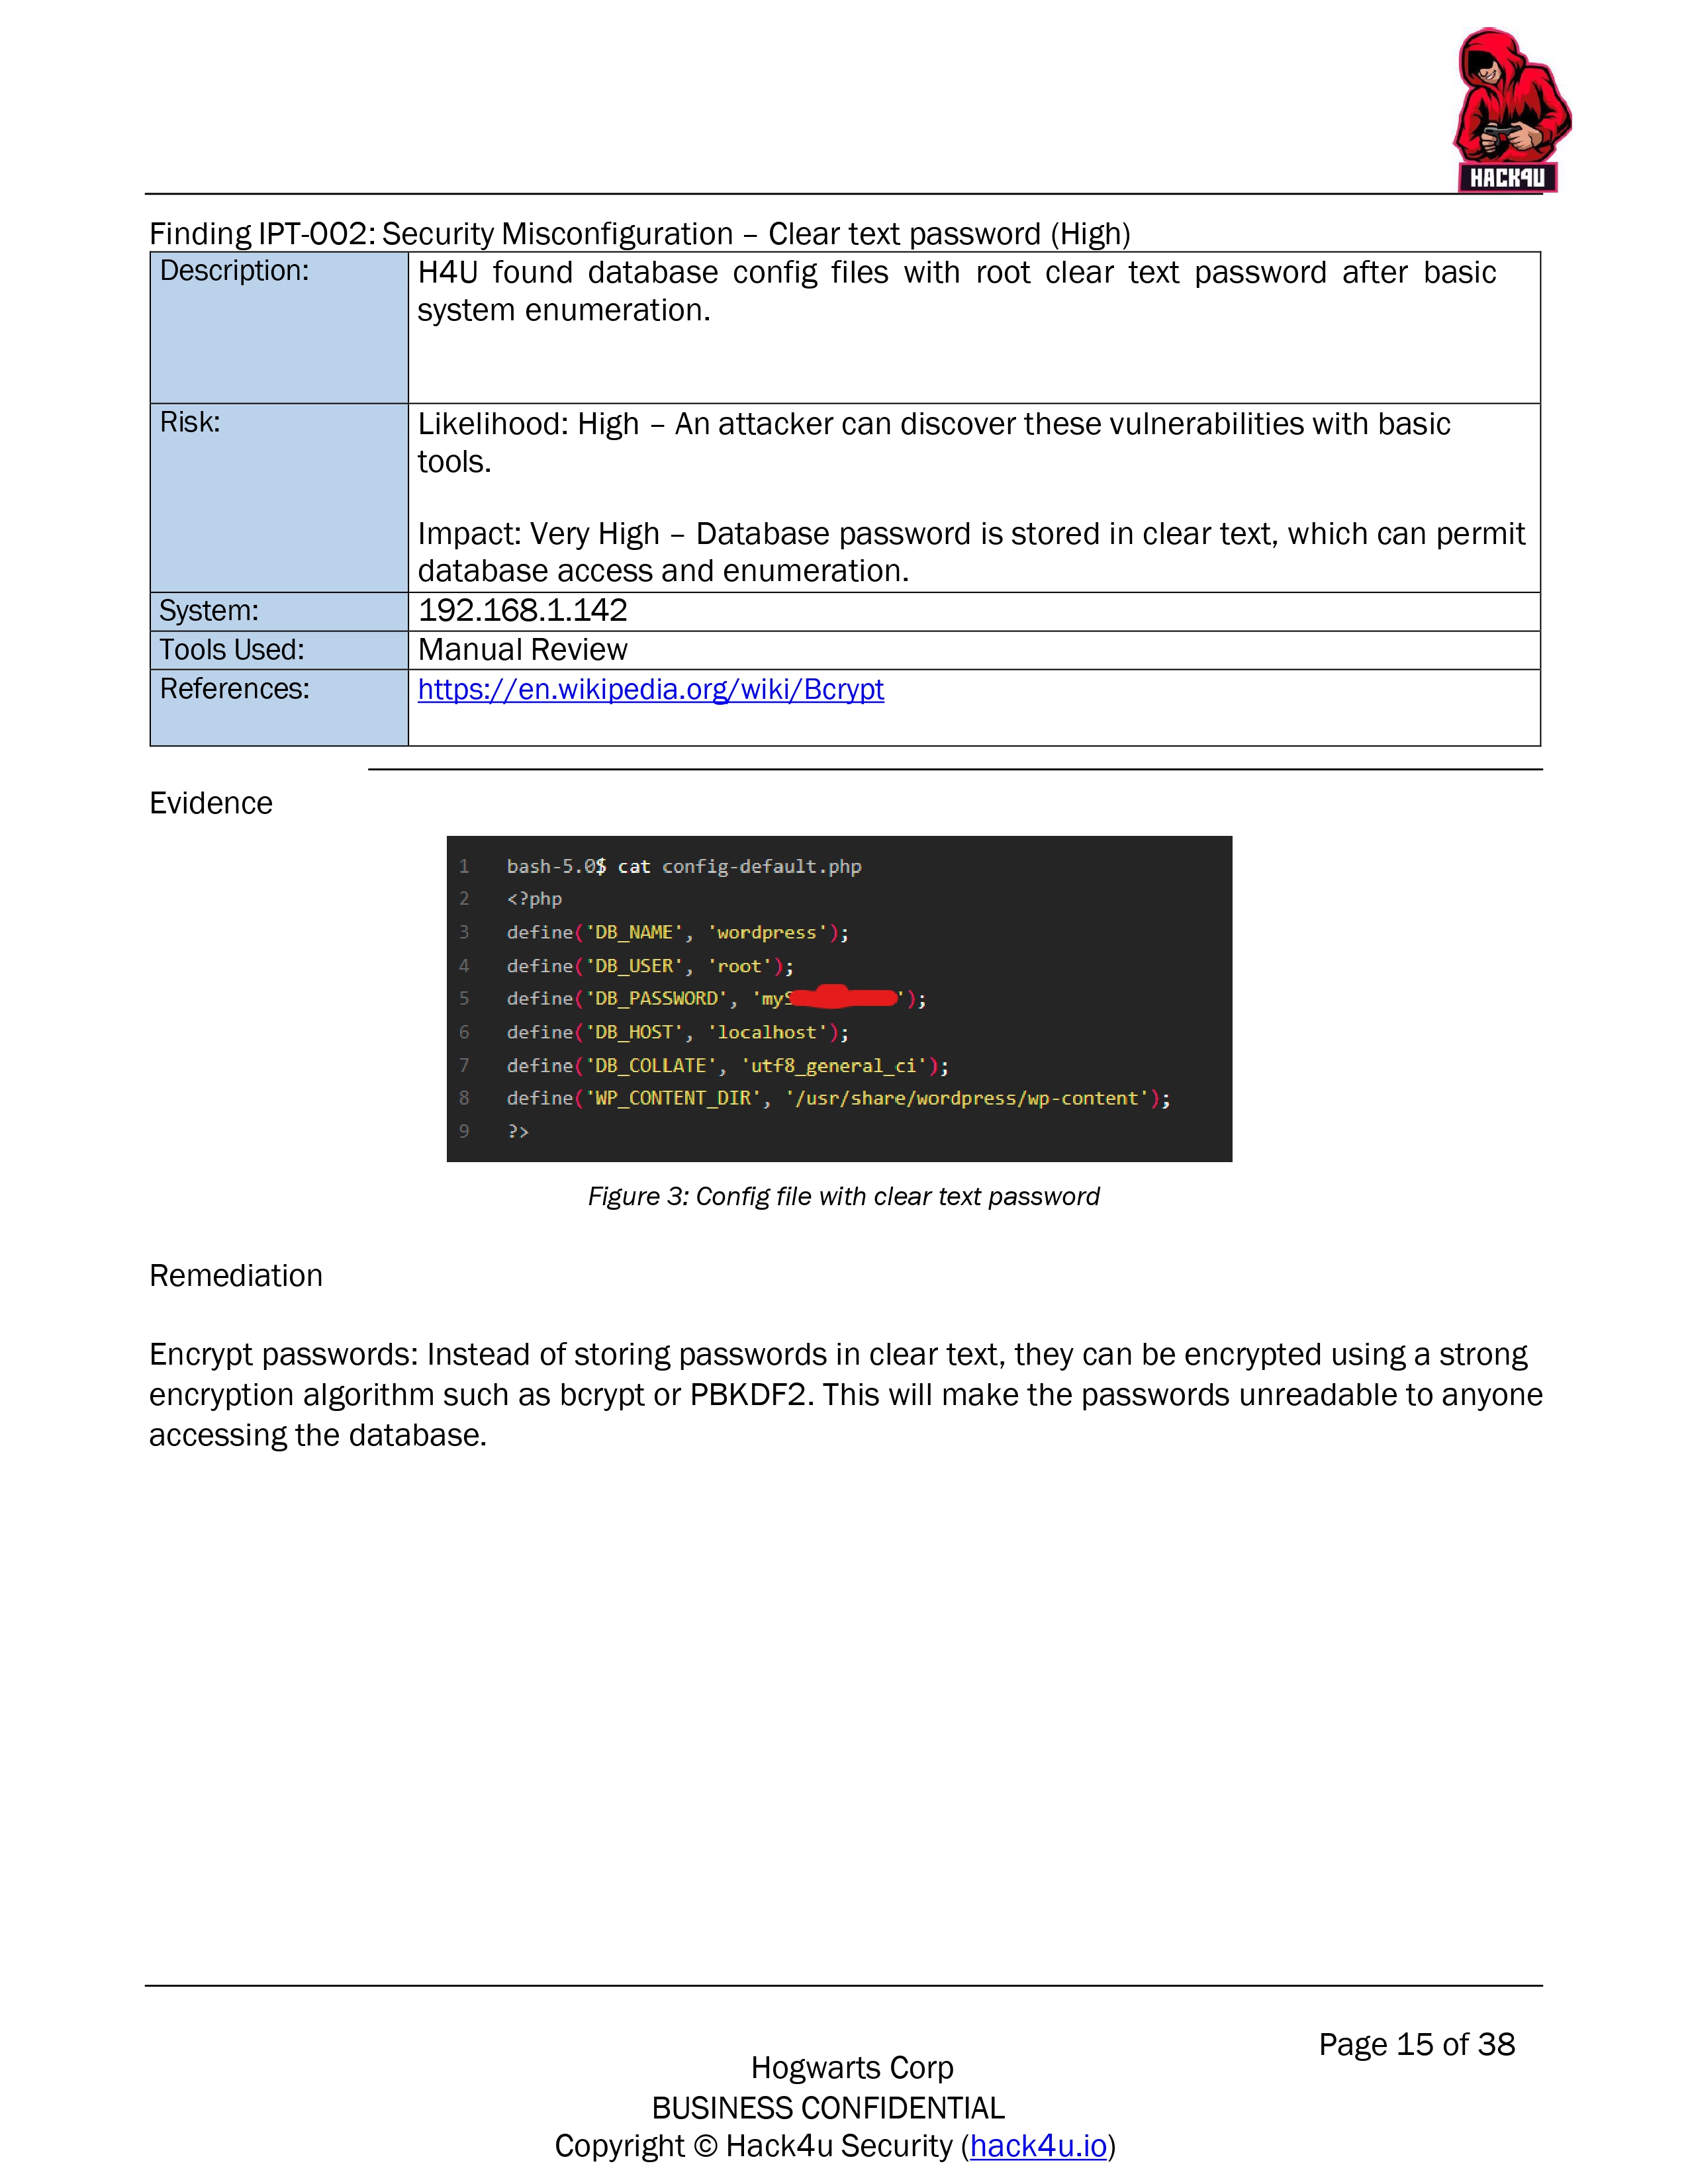 HACK4U
Finding IPT-002: Security Misconfiguration – Clear text password (High)
Description:
H4U found database config files with root clear text password after basic
system enumeration.
Risk:
Likelihood: High – An attacker can discover these vulnerabilities with basic
tools.
Impact: Very High – Database password is stored in clear text, which can permit
database access and enumeration.
System:
192.168.1.142
Tools Used:
Manual Review
References:
https://en.wikipedia.org/wiki/Bcrypt
Evidence
1 bash-5.0$ cat config-default.php
2 <?php
3 define('DB_NAME', 'wordpress');
4 define('DB_USER', 'root');
5 define('DB_PASSWORD', 'my ');
6 define('DB_HOST', 'localhost');
7 define('DB_COLLATE', 'utf8_general_ci');
8 define('WP_CONTENT_DIR', '/usr/share/wordpress/wp-content');
9 ?>
Figure 3: Config file with clear text password
Remediation
Encrypt passwords: Instead of storing passwords in clear text, they can be encrypted using a strong
encryption algorithm such as bcrypt or PBKDF2. This will make the passwords unreadable to anyone
accessing the database.
Page 15 of 38
Hogwarts Corp
BUSINESS CONFIDENTIAL
Copyright © Hack4u Security (hack4u.io)